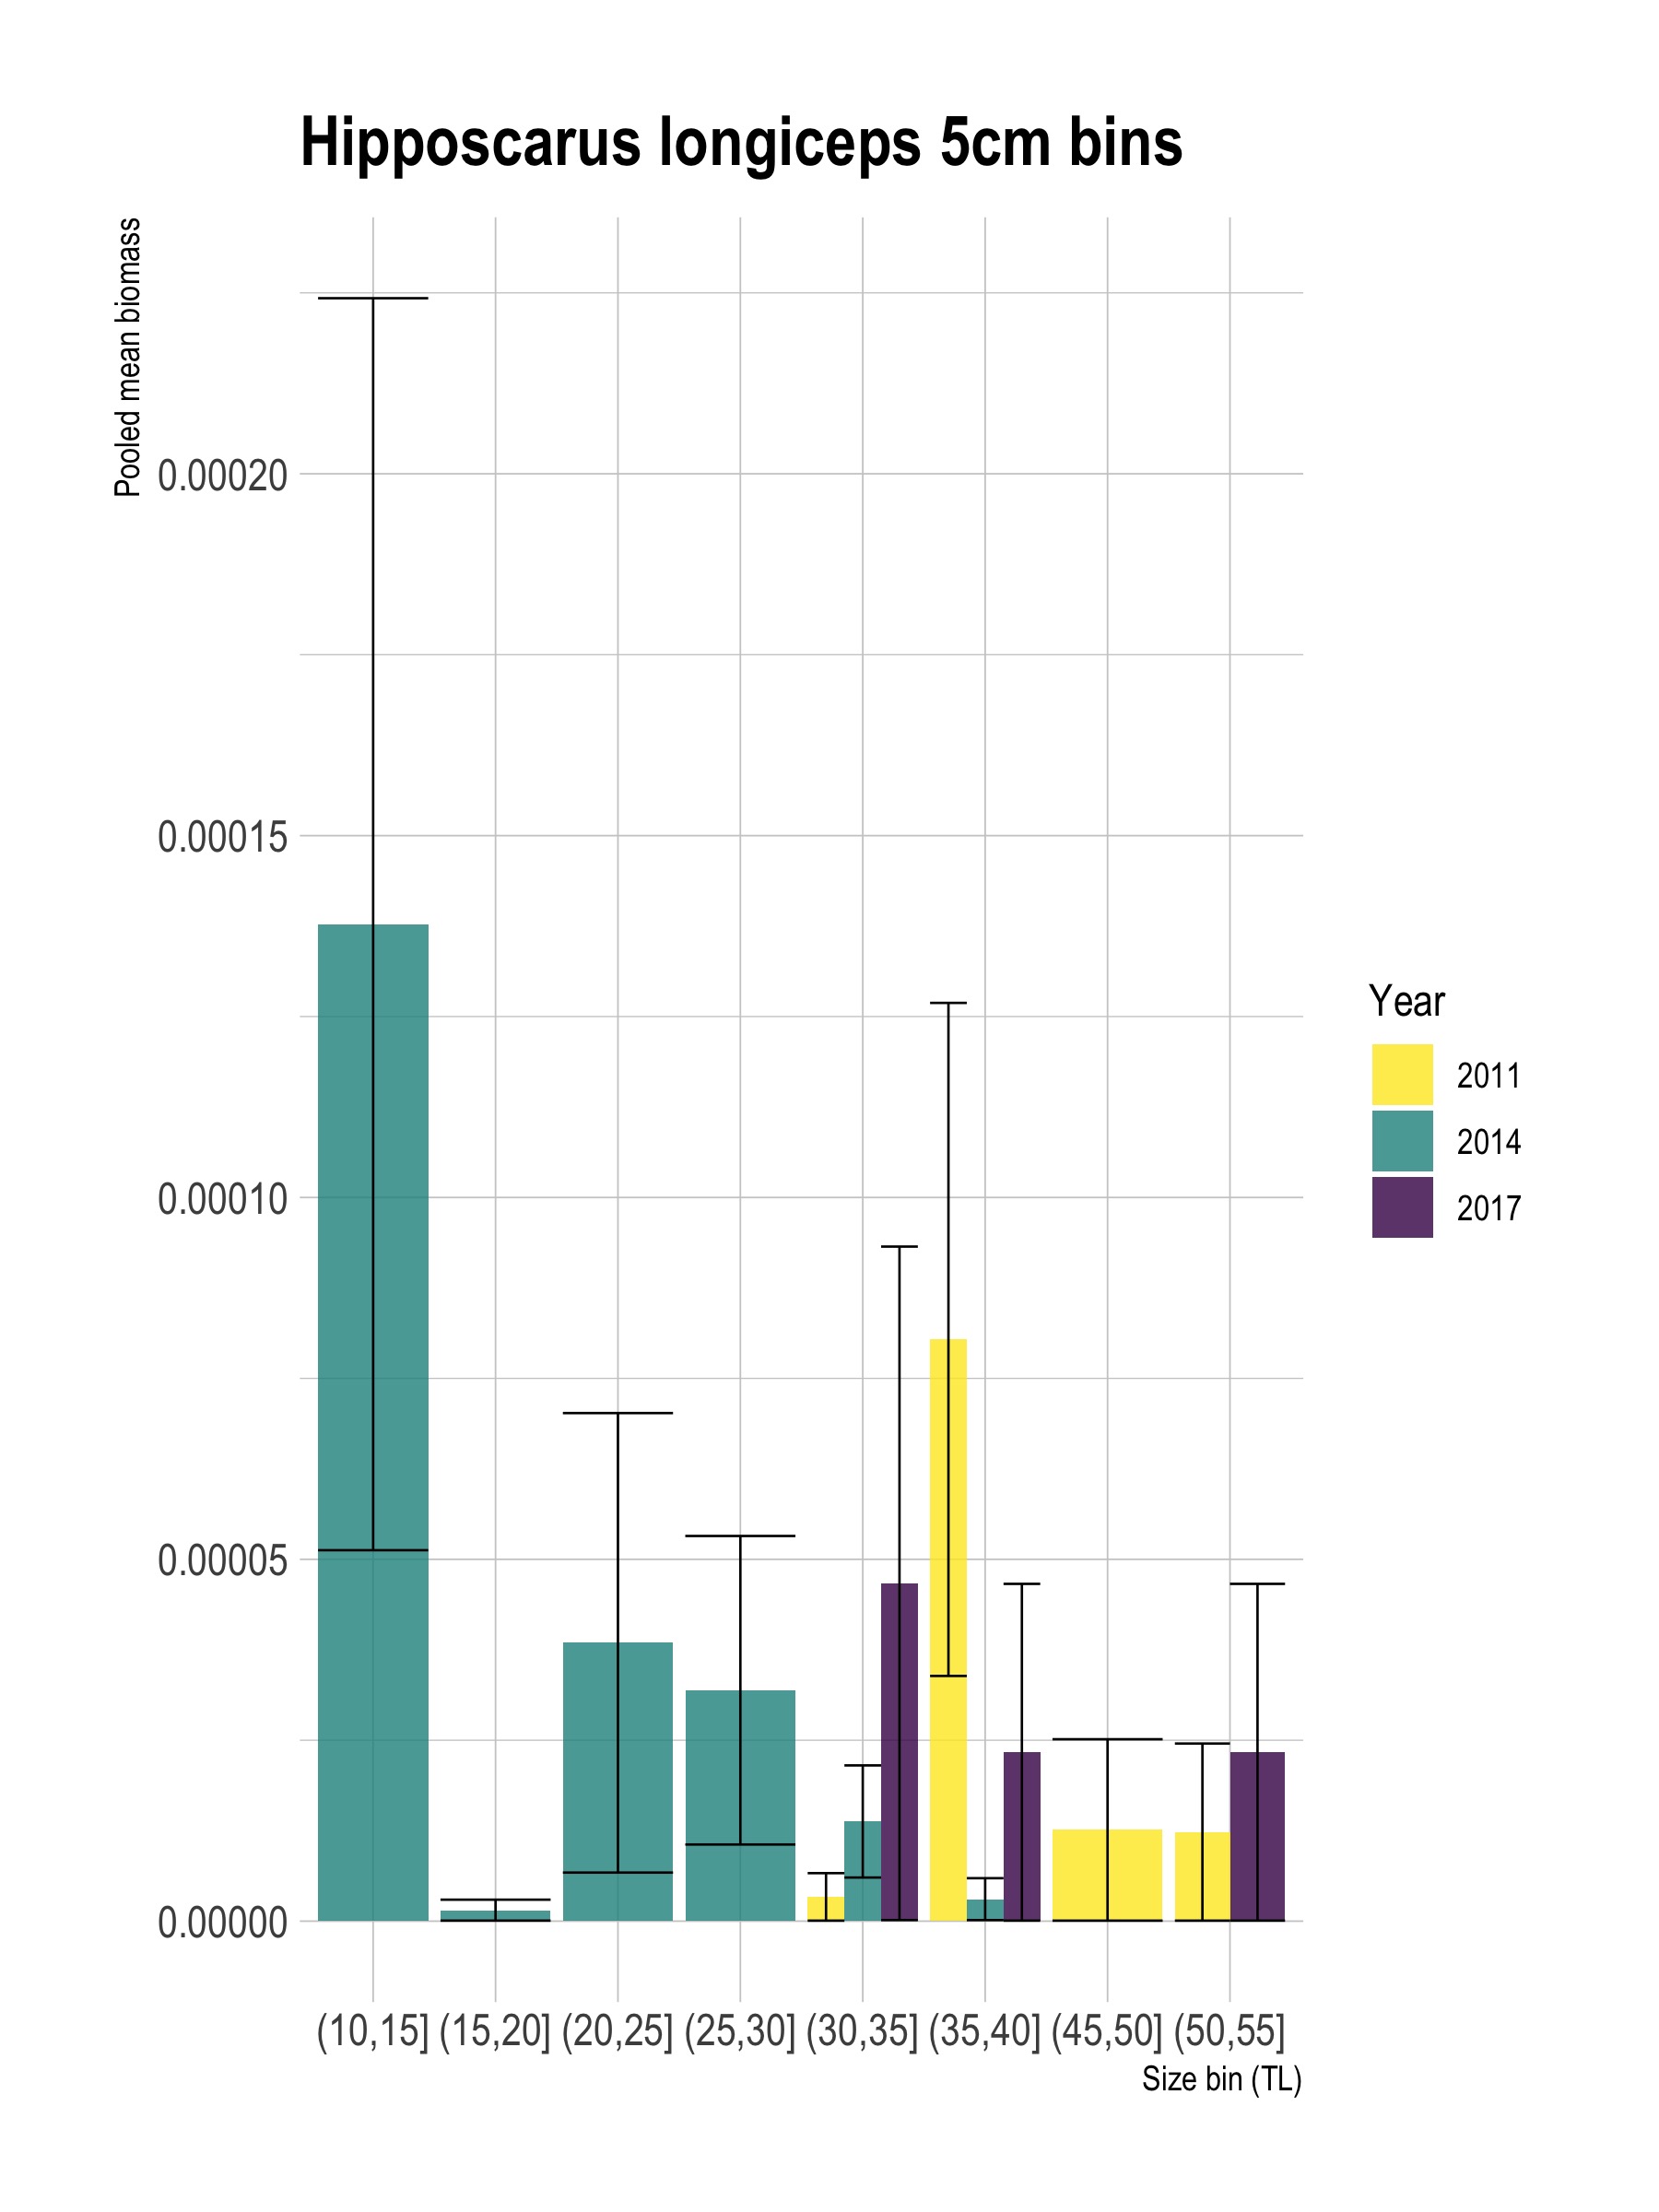 Hipposcarus longiceps 5cm bins
Pooled mean biomass
0.00020
0.00015
0.00010
0.00005
0.00000
(10,15] (15,20] (20,25] (25,30] (30,35] (35,40] (45,50] (50,55]
Size bin (TL)
Year
2011
2014
2017